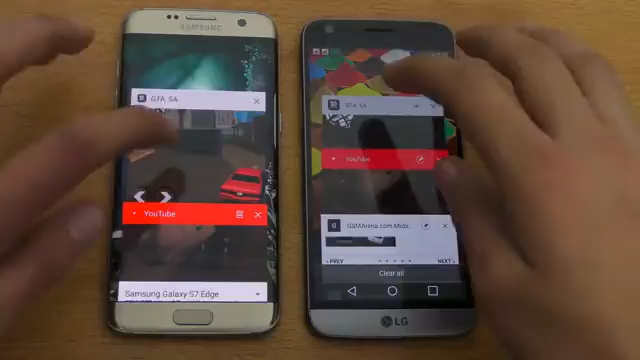 SAMSUNG
GTA: SA
YouTube
Samsung Galaxy S7 Edge
GTA: SA
YouTube
GSMArena.com Mobi...
PREV
NEXT
Clear all
LG